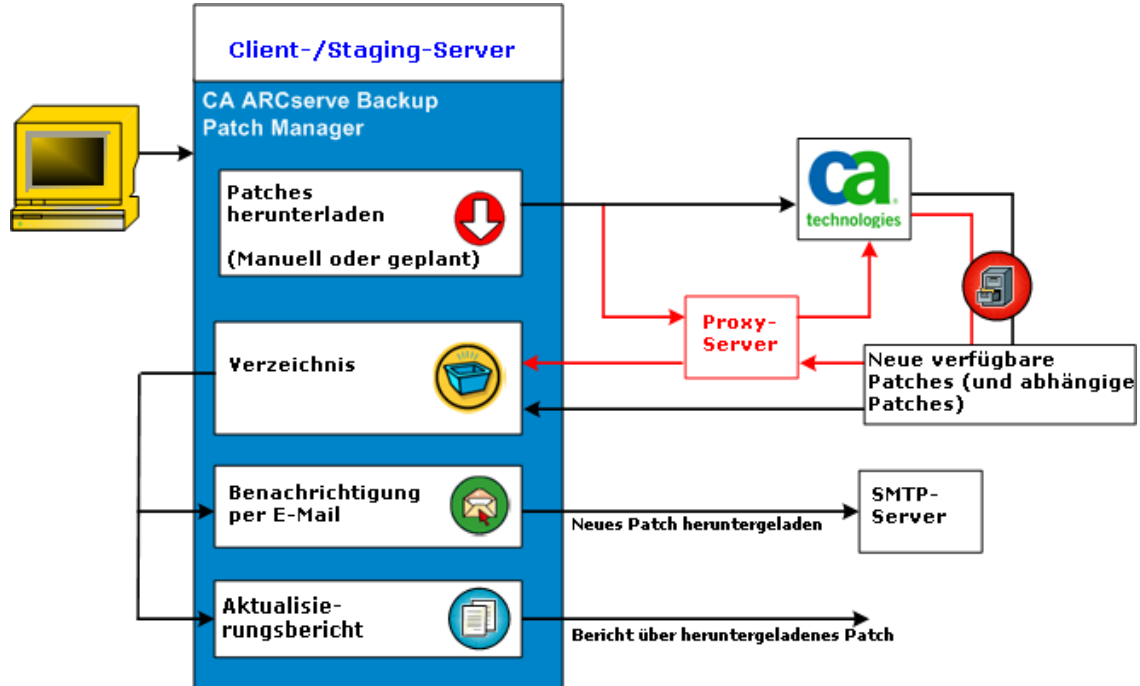 Client-/Staging-Server
CA ARCserve Backup
Patch Manager
Patches
herunterladen
(Manuell oder geplant)
ca
technologies
Proxy-
Server
Verzeichnis
Neue verfügbare
Patches (und abhängige
Patches)
Benachrichtigung
per E-Mail
Neues Patch heruntergeladen
SMTP-
Server
Aktualisie-
rungsbericht
Bericht über heruntergeladenes Patch